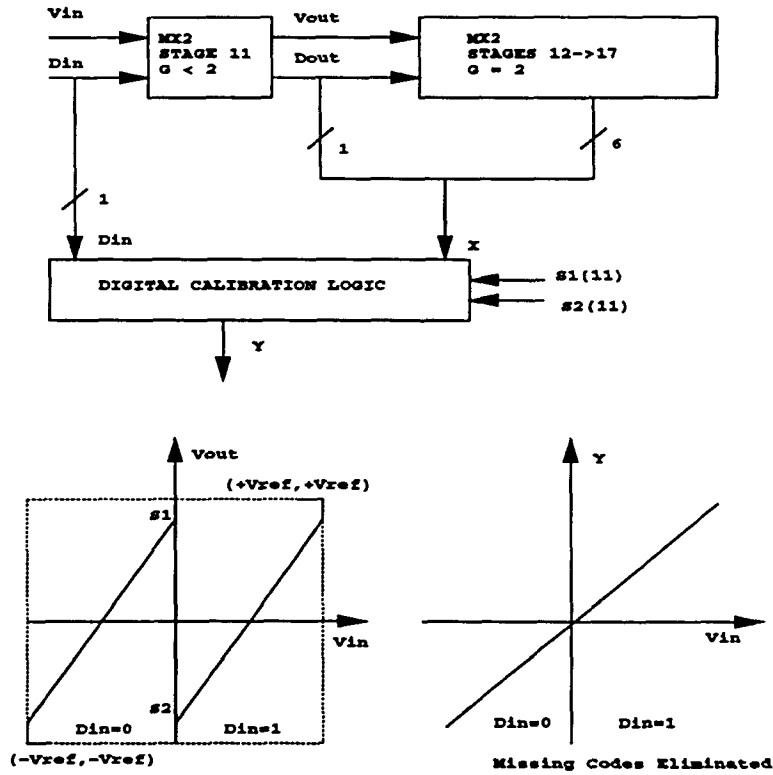 Vin
MX2
STAGE 11
G < 2
Vout
MX2
STAGES 12->17
G = 2
Din
Dout
1
1
6
Din
X
DIGITAL CALIBRATION LOGIC
S1(11)
S2(11)
Y
Vout
(+Vref,+Vref)
S1
Vin
S2
Din=0
Din=1
(-Vref,-Vref)
Y
Vin
Din=0
Din=1
Missing Codes Eliminated